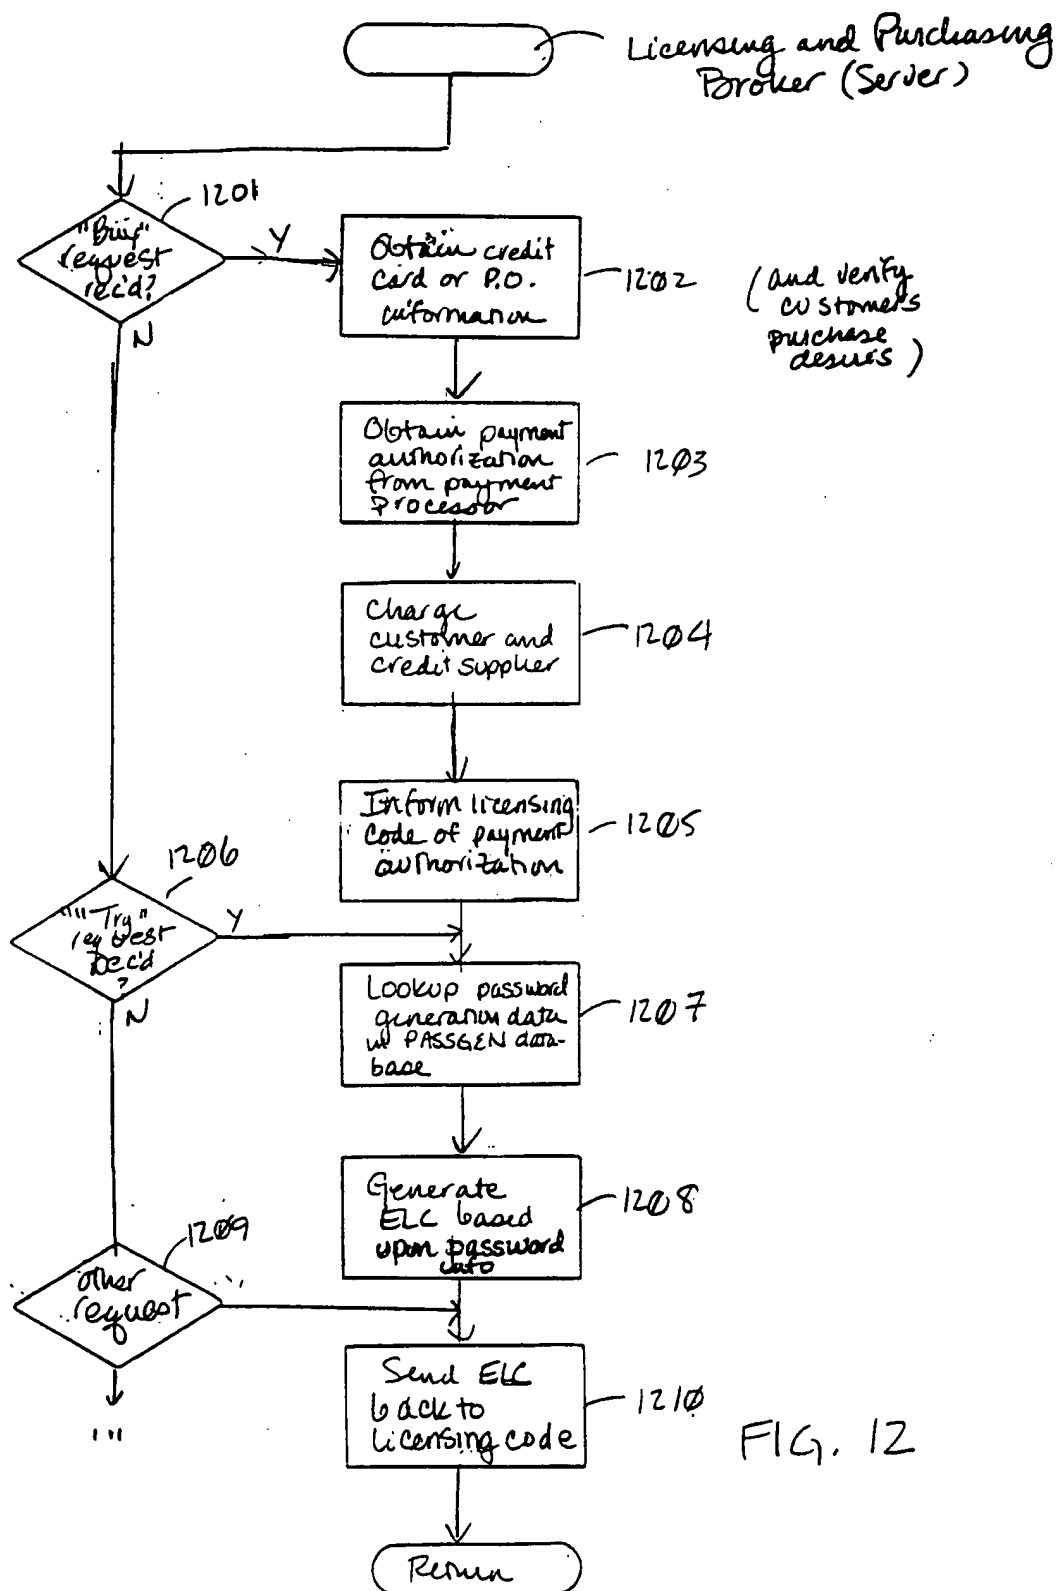 Licensing and Purchasing
Broker (Server)
1201
"Buy"
request
rec'd?
Y
N
Obtain credit
card or P.O.
information
1202
(and verify
customers
purchase
desires)
Obtain payment
authorization
from payment
Processor
1203
Charge
customer and
credit supplier
1204
Inform licensing
code of payment
authorization
1205
1206
"Try"
request
rec'd
?
Y
N
Lookup password
generation data
in PASSGEN data-
base
1207
Generate
ELC based
upon password
info
1208
1209
other
request
...
Send ELC
back to
licensing code
1210
...
FIG. 12
Return